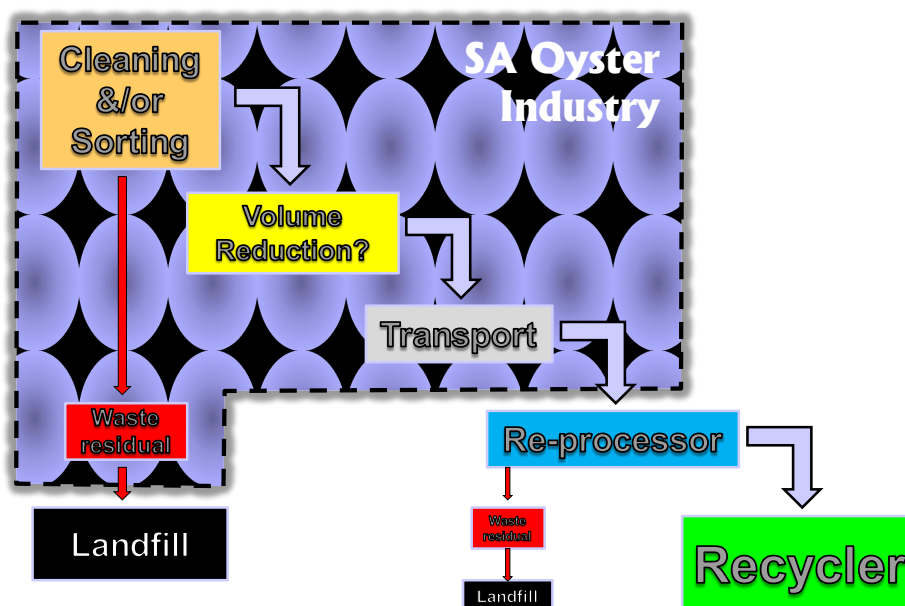 SA Oyster
Industry
Cleaning
&/or
Sorting
Volume
Reduction?
Transport
Waste
residual
Re-processor
Landfill
Waste
residual
Recycler
Landfill